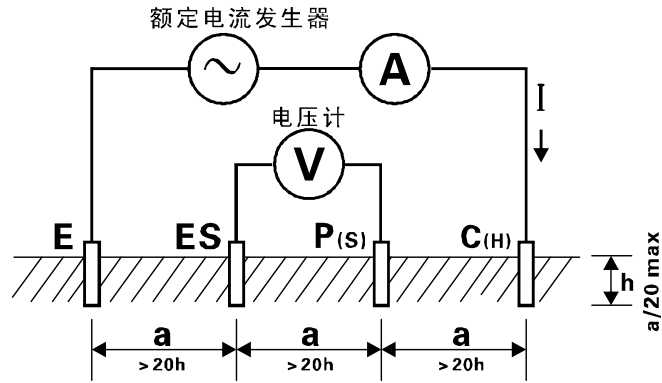 额定电流发生器
A
I
电压计
V
E ES P(S) C(H)
h
a/20 max
a a a
>20h >20h >20h